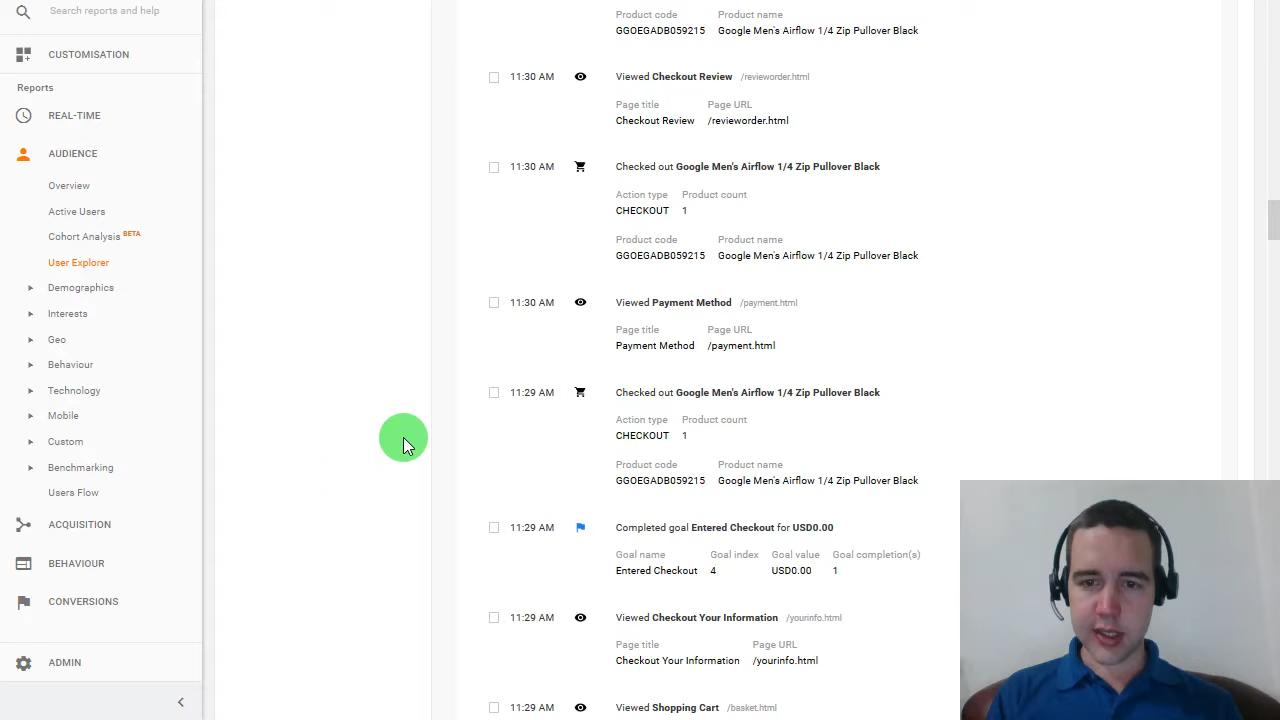 Search reports and help
CUSTOMISATION
Reports
REAL-TIME
AUDIENCE
Overview
Active Users
Cohort Analysis BETA
User Explorer
Demographics
Interests
Geo
Behaviour
Technology
Mobile
Custom
Benchmarking
Users Flow
ACQUISITION
BEHAVIOUR
CONVERSIONS
ADMIN
Product code Product name
GGOEGADB059215 Google Men's Airflow 1/4 Zip Pullover Black
11:30 AM Viewed Checkout Review /revieworder.html
Page title Page URL
Checkout Review /revieworder.html
11:30 AM Checked out Google Men's Airflow 1/4 Zip Pullover Black
Action type Product count
CHECKOUT 1
Product code Product name
GGOEGADB059215 Google Men's Airflow 1/4 Zip Pullover Black
11:30 AM Viewed Payment Method /payment.html
Page title Page URL
Payment Method /payment.html
11:29 AM Checked out Google Men's Airflow 1/4 Zip Pullover Black
Action type Product count
CHECKOUT 1
Product code Product name
GGOEGADB059215 Google Men's Airflow 1/4 Zip Pullover Black
11:29 AM Completed goal Entered Checkout for USD0.00
Goal name Goal index Goal value Goal completion(s)
Entered Checkout 4 USD0.00 1
11:29 AM Viewed Checkout Your Information /yourinfo.html
Page title Page URL
Checkout Your Information /yourinfo.html
11:29 AM Viewed Shopping Cart /basket.html